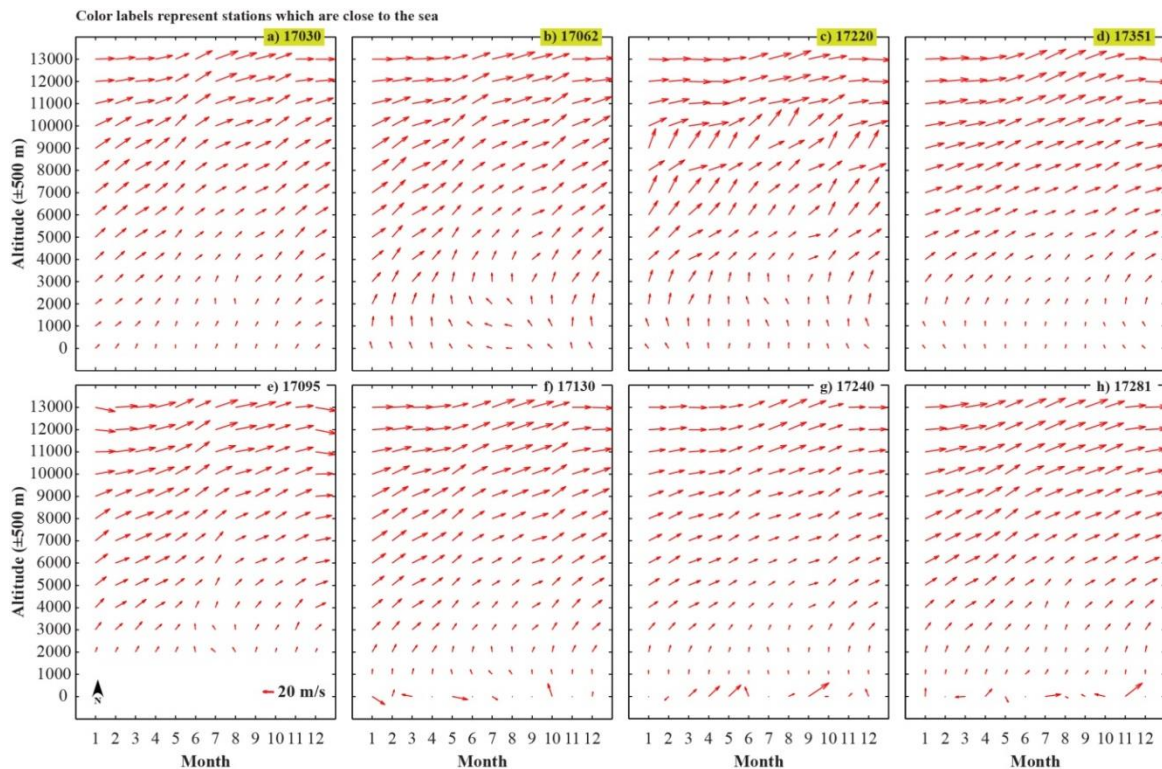 Color labels represent stations which are close to the sea
a) 17030
b) 17062
c) 17220
d) 17351
Altitude (±500 m)
13000
12000
11000
10000
9000
8000
7000
6000
5000
4000
3000
2000
1000
0
e) 17095
f) 17130
g) 17240
h) 17281
Altitude (±500 m)
13000
12000
11000
10000
9000
8000
7000
6000
5000
4000
3000
2000
1000
0
N
20 m/s
1 2 3 4 5 6 7 8 9 10 11 12
1 2 3 4 5 6 7 8 9 10 11 12
1 2 3 4 5 6 7 8 9 10 11 12
1 2 3 4 5 6 7 8 9 10 11 12
Month
Month
Month
Month